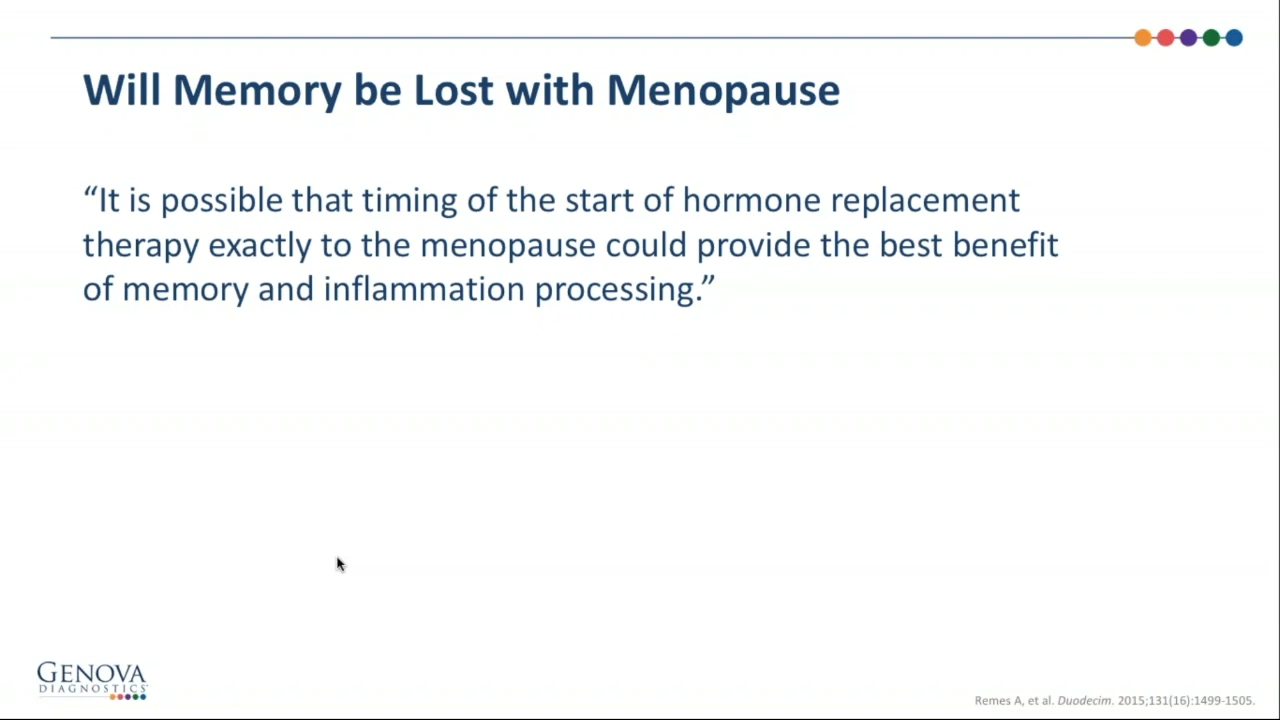 Will Memory be Lost with Menopause
“It is possible that timing of the start of hormone replacement
therapy exactly to the menopause could provide the best benefit
of memory and inflammation processing.”
GENOVA
DIAGNOSTICS
Remes A, et al. Duodecim. 2015;131(16):1499-1505.